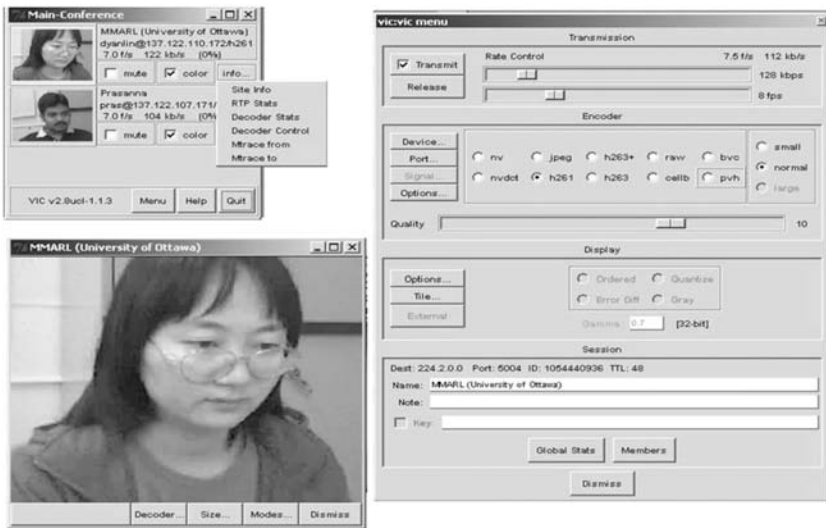 Main-Conference
MMARL (University of Ottawa)
dyanlin@137.122.110.172/h261
7.0 f/s 122 kb/s (0%)
mute color info...
Prasanna
pras@137.122.107.171/
7.0 f/s 104 kb/s (0%
mute color
Site Info
RTP Stats
Decoder Stats
Decoder Control
Mtrace from
Mtrace to
VIC v2.8ucl-1.1.3 Menu Help Quit
MMARL (University of Ottawa)
Decoder... Size... Modes... Dismiss
vic:vic menu
Transmission
Transmit
Release
Rate Control 7.5 f/s 112 kb/s
128 kbps
8 fps
Encoder
Device...
Port...
Signal...
Options...
nv jpeg h263+ raw bvc
nvdct h261 h263 cellb pvh
small
normal
large
Quality 10
Display
Options...
Tile...
External
Ordered Quantize
Error Diff Gray
Gamma: 0.7 [32-bit]
Session
Dest: 224.2.0.0 Port: 5004 ID: 1054440936 TTL: 48
Name: MMARL (University of Ottawa)
Note:
Key:
Global Stats Members
Dismiss